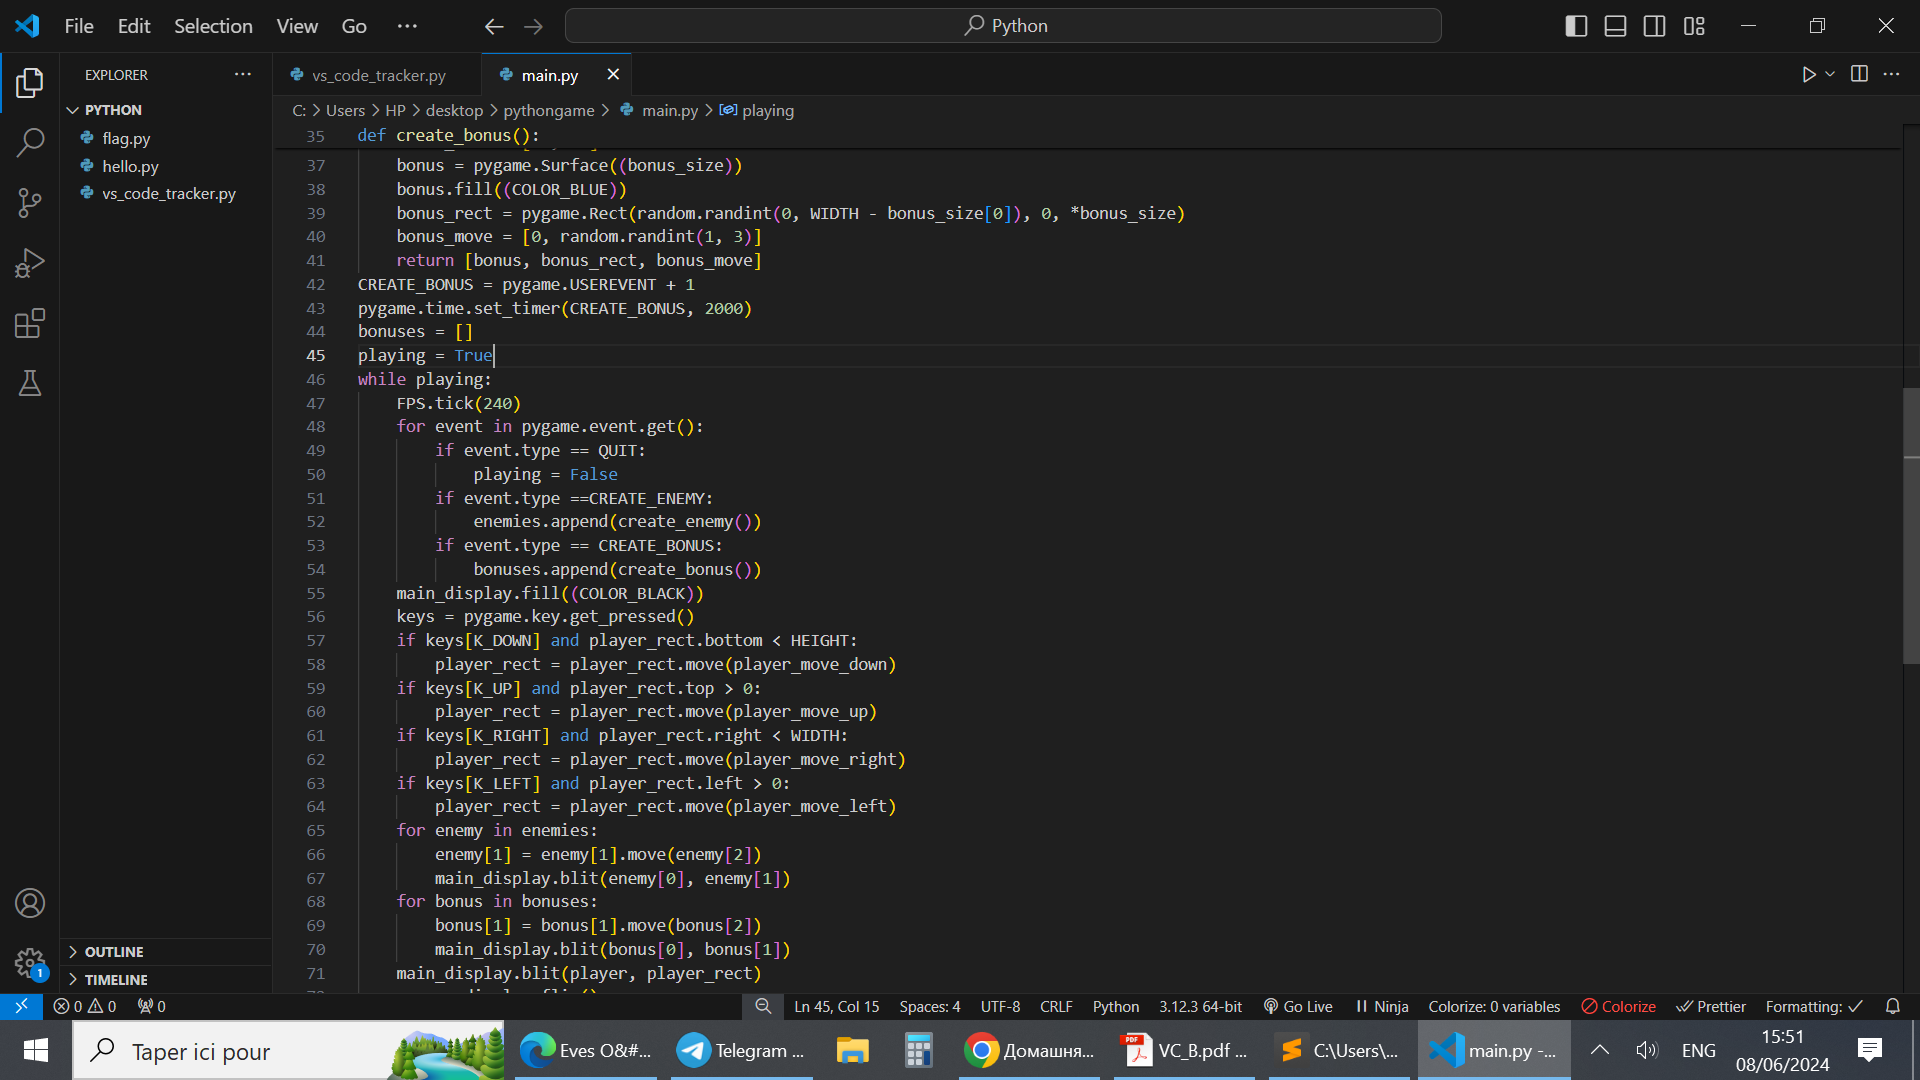 File Edit Selection View Go ··· Python
EXPLORER ···
PYTHON
flag.py
hello.py
vs_code_tracker.py
OUTLINE
TIMELINE
1
vs_code_tracker.py main.py
C: > Users > HP > desktop > pythongame > main.py > playing
35 def create_bonus():
37 bonus = pygame.Surface((bonus_size))
38 bonus.fill((COLOR_BLUE))
39 bonus_rect = pygame.Rect(random.randint(0, WIDTH - bonus_size[0]), 0, *bonus_size)
40 bonus_move = [0, random.randint(1, 3)]
41 return [bonus, bonus_rect, bonus_move]
42 CREATE_BONUS = pygame.USEREVENT + 1
43 pygame.time.set_timer(CREATE_BONUS, 2000)
44 bonuses = []
45 playing = True
46 while playing:
47 FPS.tick(240)
48 for event in pygame.event.get():
49 if event.type == QUIT:
50 playing = False
51 if event.type ==CREATE_ENEMY:
52 enemies.append(create_enemy())
53 if event.type == CREATE_BONUS:
54 bonuses.append(create_bonus())
55 main_display.fill((COLOR_BLACK))
56 keys = pygame.key.get_pressed()
57 if keys[K_DOWN] and player_rect.bottom < HEIGHT:
58 player_rect = player_rect.move(player_move_down)
59 if keys[K_UP] and player_rect.top > 0:
60 player_rect = player_rect.move(player_move_up)
61 if keys[K_RIGHT] and player_rect.right < WIDTH:
62 player_rect = player_rect.move(player_move_right)
63 if keys[K_LEFT] and player_rect.left > 0:
64 player_rect = player_rect.move(player_move_left)
65 for enemy in enemies:
66 enemy[1] = enemy[1].move(enemy[2])
67 main_display.blit(enemy[0], enemy[1])
68 for bonus in bonuses:
69 bonus[1] = bonus[1].move(bonus[2])
70 main_display.blit(bonus[0], bonus[1])
71 main_display.blit(player, player_rect)
0 0 0 Ln 45, Col 15 Spaces: 4 UTF-8 CRLF Python 3.12.3 64-bit Go Live Ninja Colorize: 0 variables Colorize Prettier Formatting:
Taper ici pour Eves O&#... Telegram ... Домашня... PDF VC_B.pdf ... C:\Users\... main.py -... ENG 15:51
08/06/2024